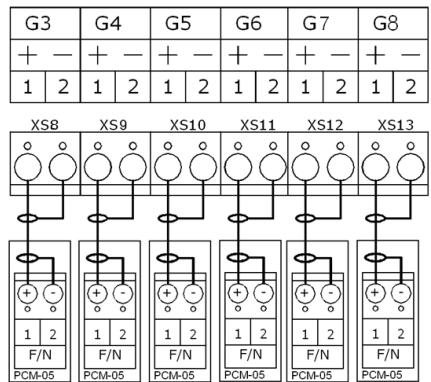 G3 G4 G5 G6 G7 G8
+ − + − + − + − + − + −
1 2 1 2 1 2 1 2 1 2 1 2
XS8 XS9 XS10 XS11 XS12 XS13
+ - + - + - + - + - + -
1 2 1 2 1 2 1 2 1 2 1 2
F/N F/N F/N F/N F/N F/N
PCM-05 PCM-05 PCM-05 PCM-05 PCM-05 PCM-05